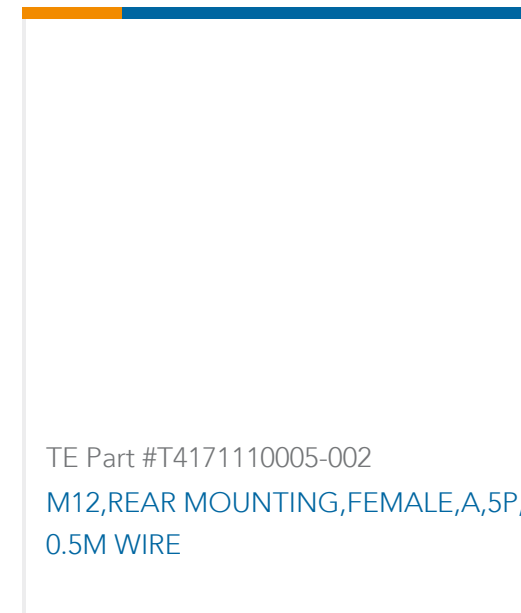 TE Part #T4171110005-002
M12,REAR MOUNTING,FEMALE,A,5P,
0.5M WIRE